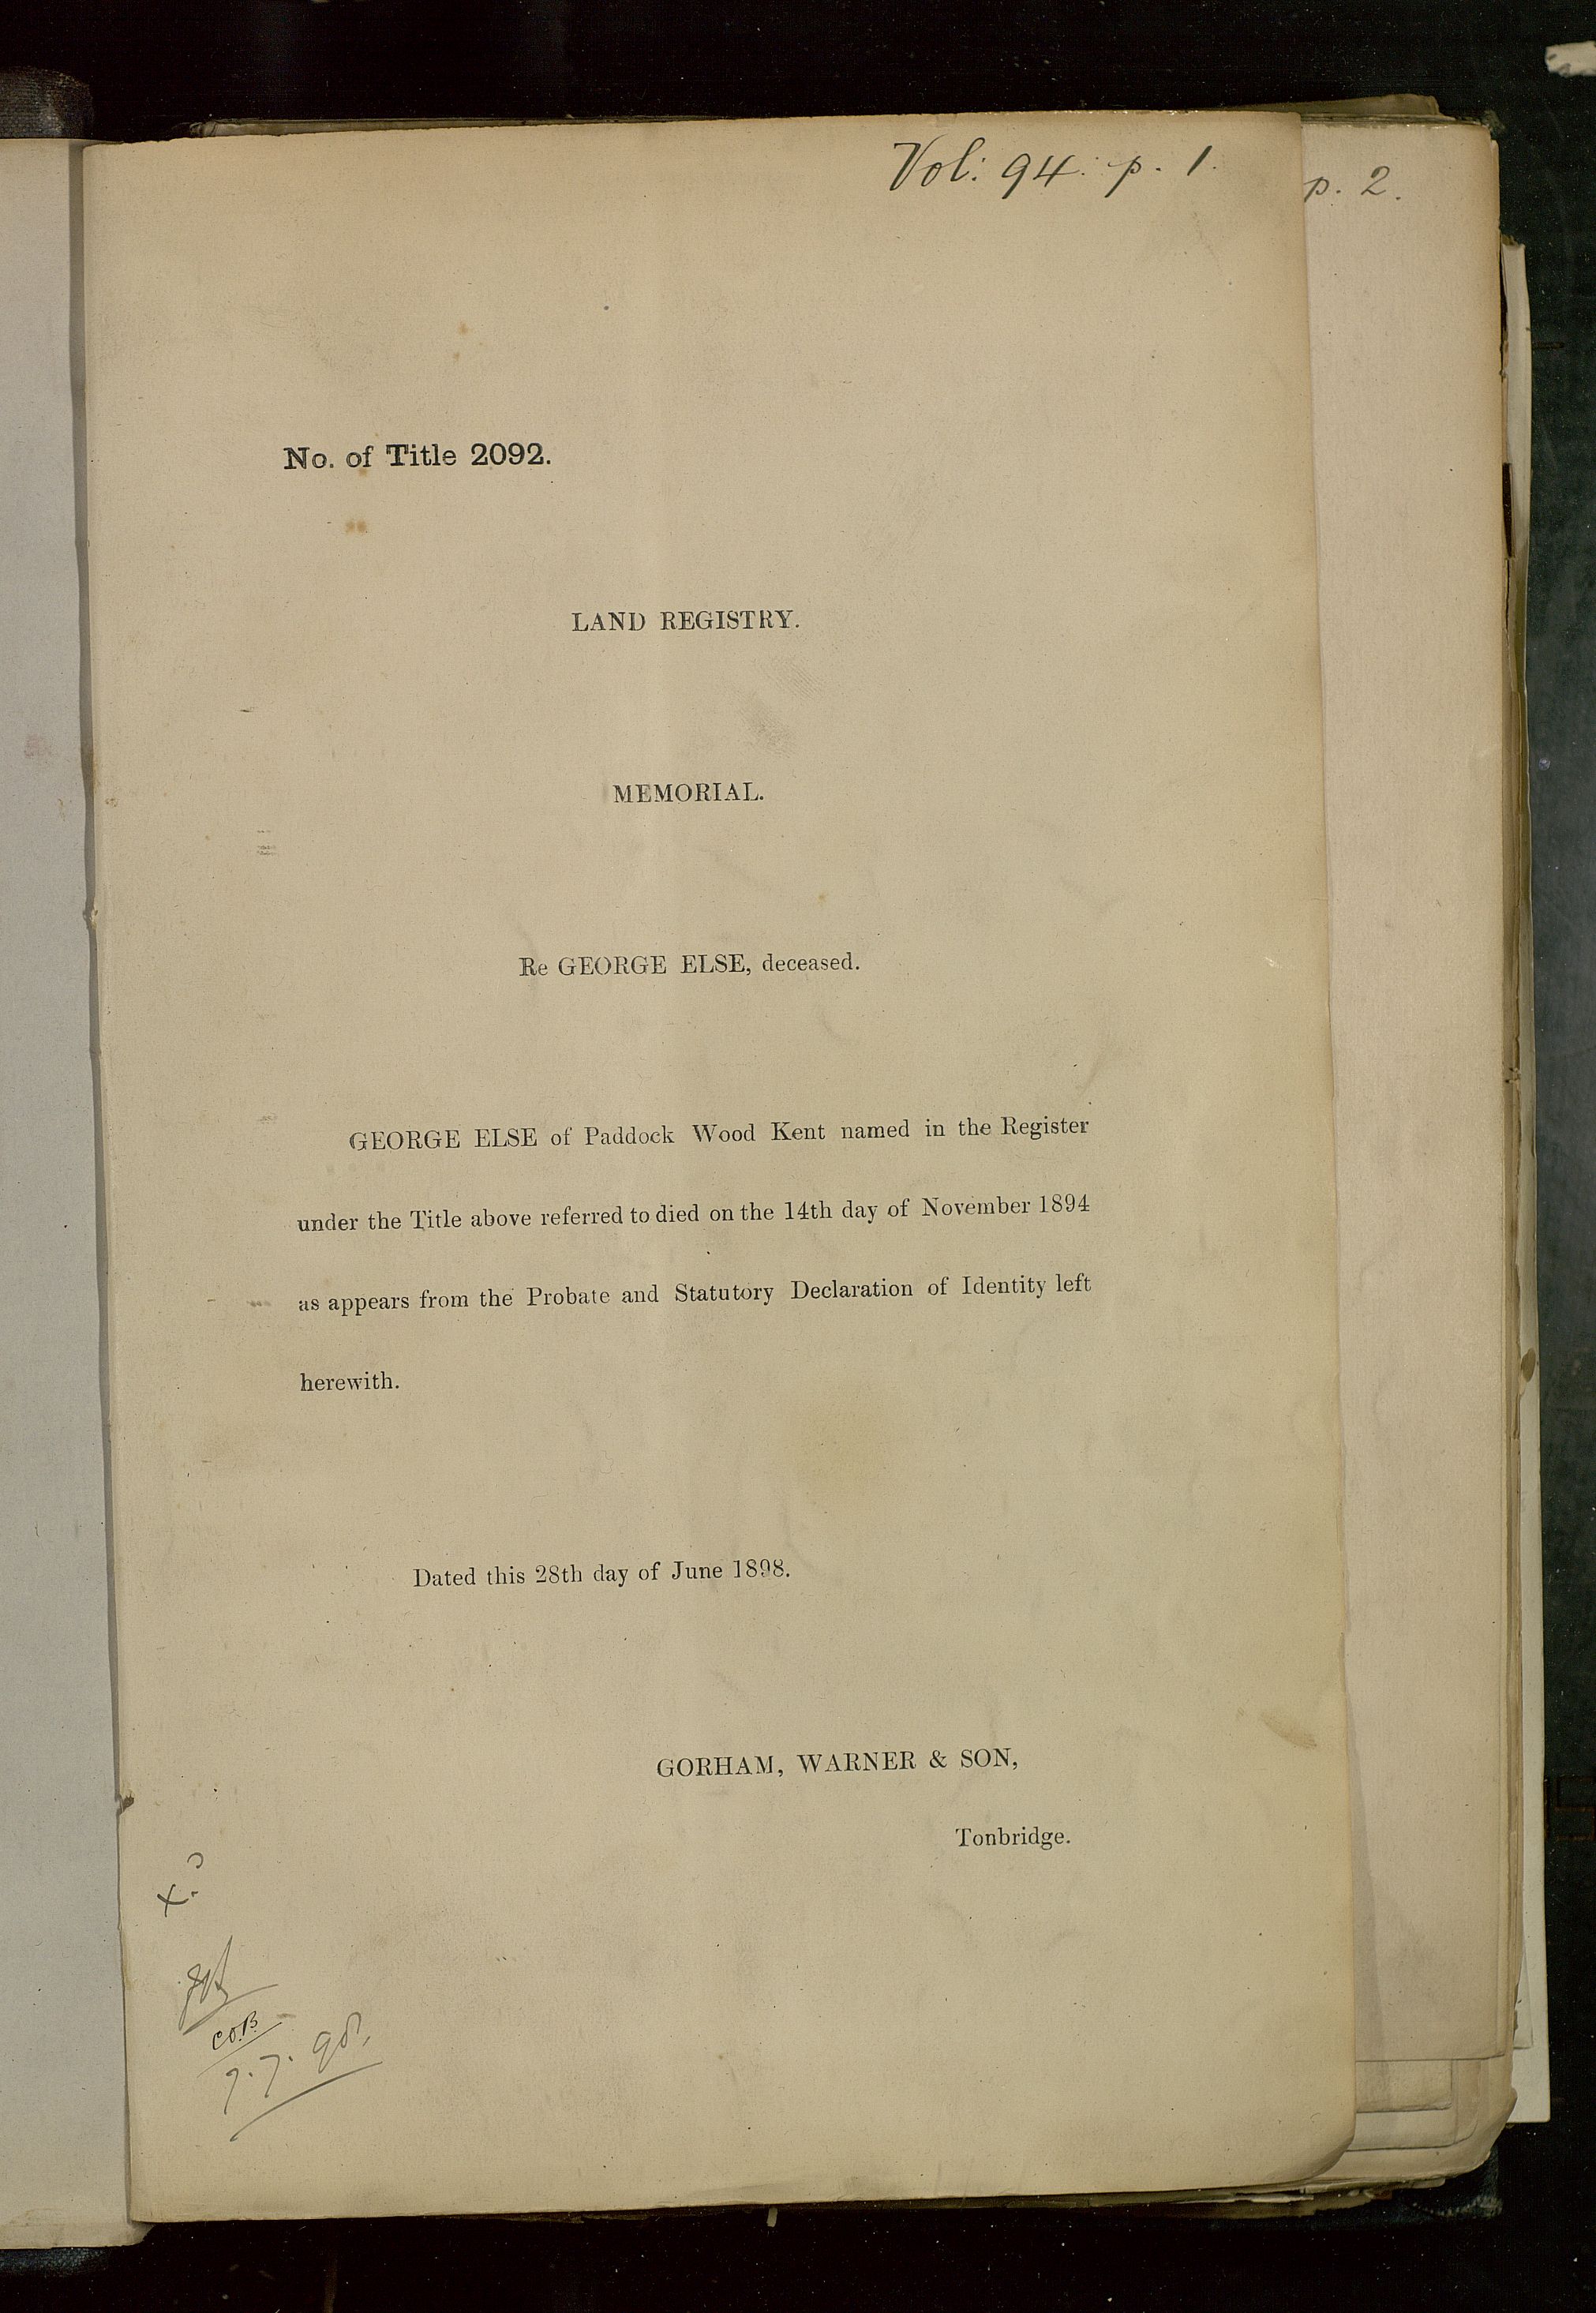 Vol: 94. p. 1.
p. 2.
No. of Title 2092.
LAND REGISTRY.
MEMORIAL.
Re GEORGE ELSE, deceased.
GEORGE ELSE of Paddock Wood Kent named in the Register
under the Title above referred to died on the 14th day of November 1894
as appears from the Probate and Statutory Declaration of Identity left
herewith.
Dated this 28th day of June 1898.
GORHAM, WARNER & SON,
Tonbridge.
C.O.B.
7.7.98.